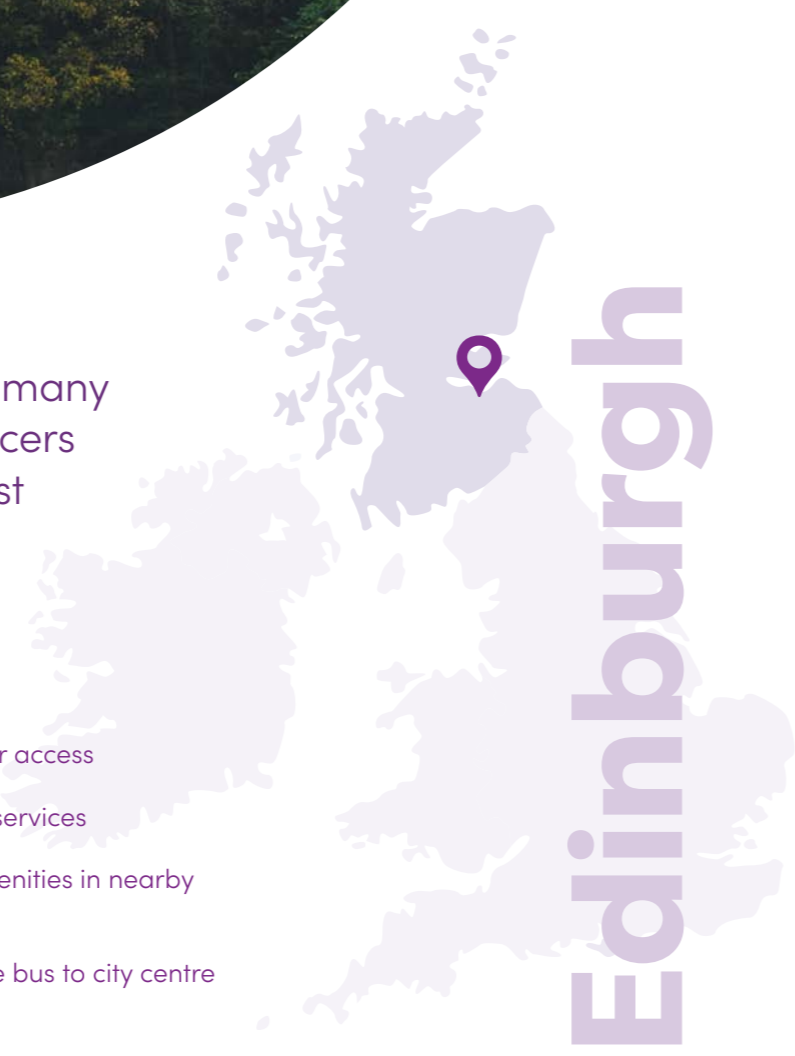 many
cers
st
r access
services
enities in nearby
e bus to city centre
Edinburgh